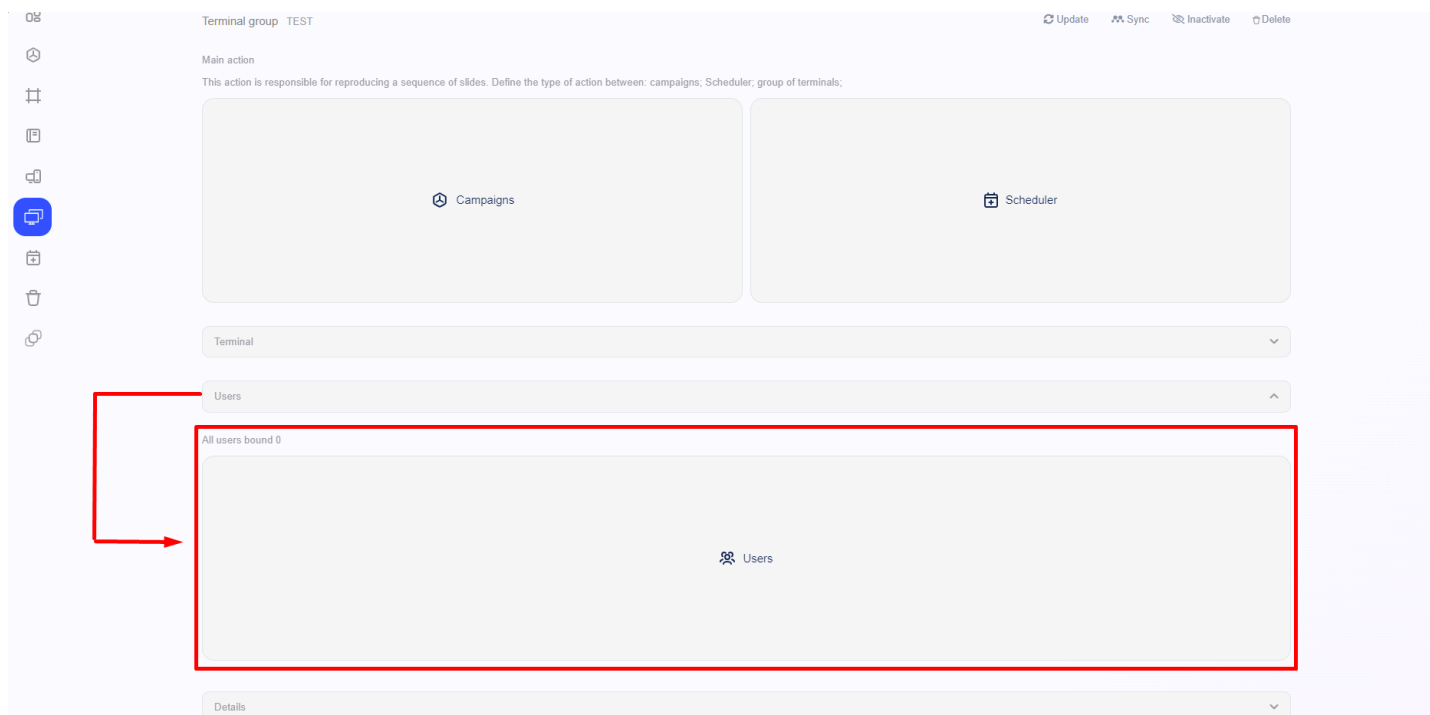 Terminal group TEST
Update Sync Inactivate Delete
Main action
This action is responsible for reproducing a sequence of slides. Define the type of action between: campaigns; Scheduler; group of terminals;
Campaigns
Scheduler
Terminal
Users
All users bound 0
Users
Details